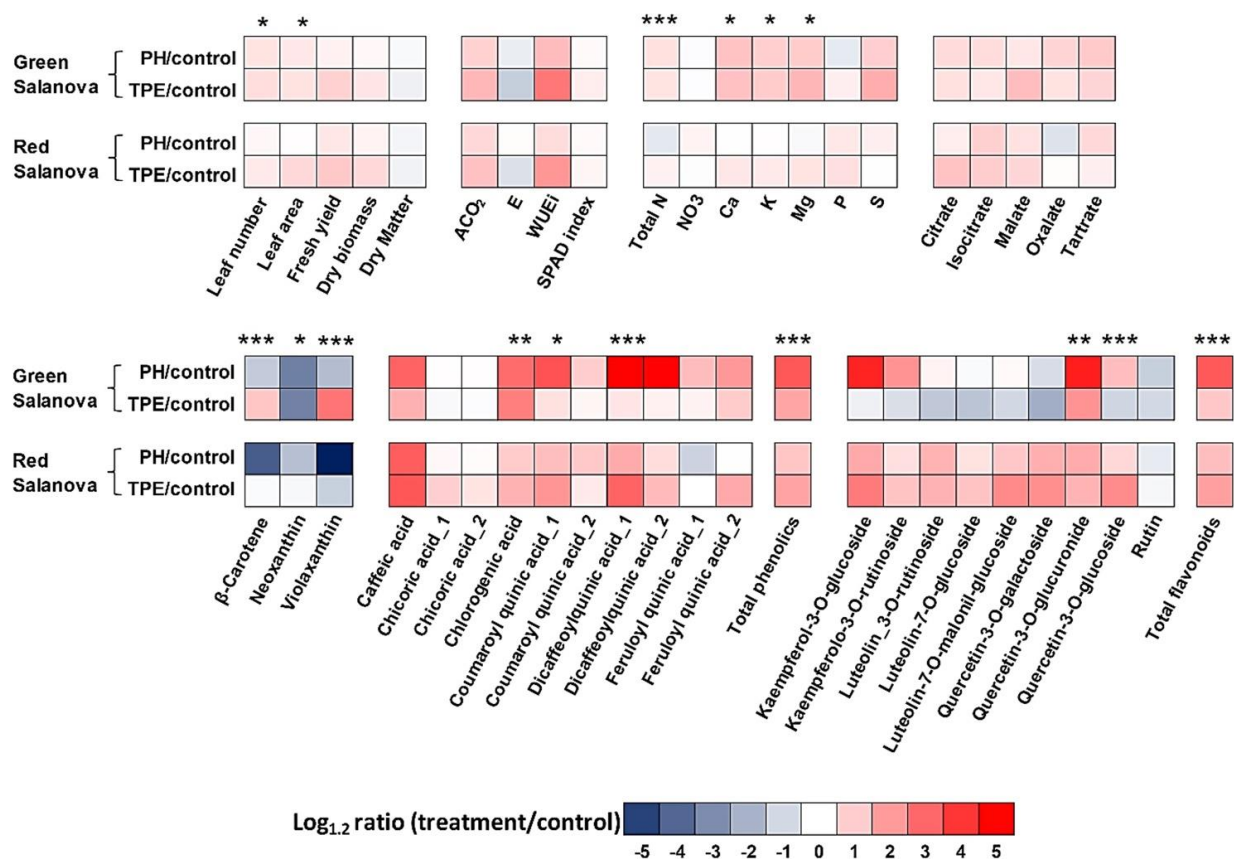 * * *** * * *
Green Salanova PH/control
TPE/control
Red Salanova PH/control
TPE/control
Leaf number
Leaf area
Fresh yield
Dry biomass
Dry Matter
ACO₂
E
WUEi
SPAD index
Total N
NO3
Ca
K
Mg
P
S
Citrate
Isocitrate
Malate
Oxalate
Tartrate
*** * *** ** * *** *** ** *** ***
Green Salanova PH/control
TPE/control
Red Salanova PH/control
TPE/control
β-Carotene
Neoxanthin
Violaxanthin
Caffeic acid
Chicoric acid_1
Chicoric acid_2
Chlorogenic acid
Coumaroyl quinic acid_1
Coumaroyl quinic acid_2
Dicaffeoylquinic acid_1
Dicaffeoylquinic acid_2
Feruloyl quinic acid_1
Feruloyl quinic acid_2
Total phenolics
Kaempferol-3-O-glucoside
Kaempferolo-3-O-rutinoside
Luteolin_3-O-rutinoside
Luteolin-7-O-glucoside
Luteolin-7-O-malonil-glucoside
Quercetin-3-O-galactoside
Quercetin-3-O-glucuronide
Quercetin-3-O-glucoside
Rutin
Total flavonoids
Log₁.₂ ratio (treatment/control)
-5 -4 -3 -2 -1 0 1 2 3 4 5